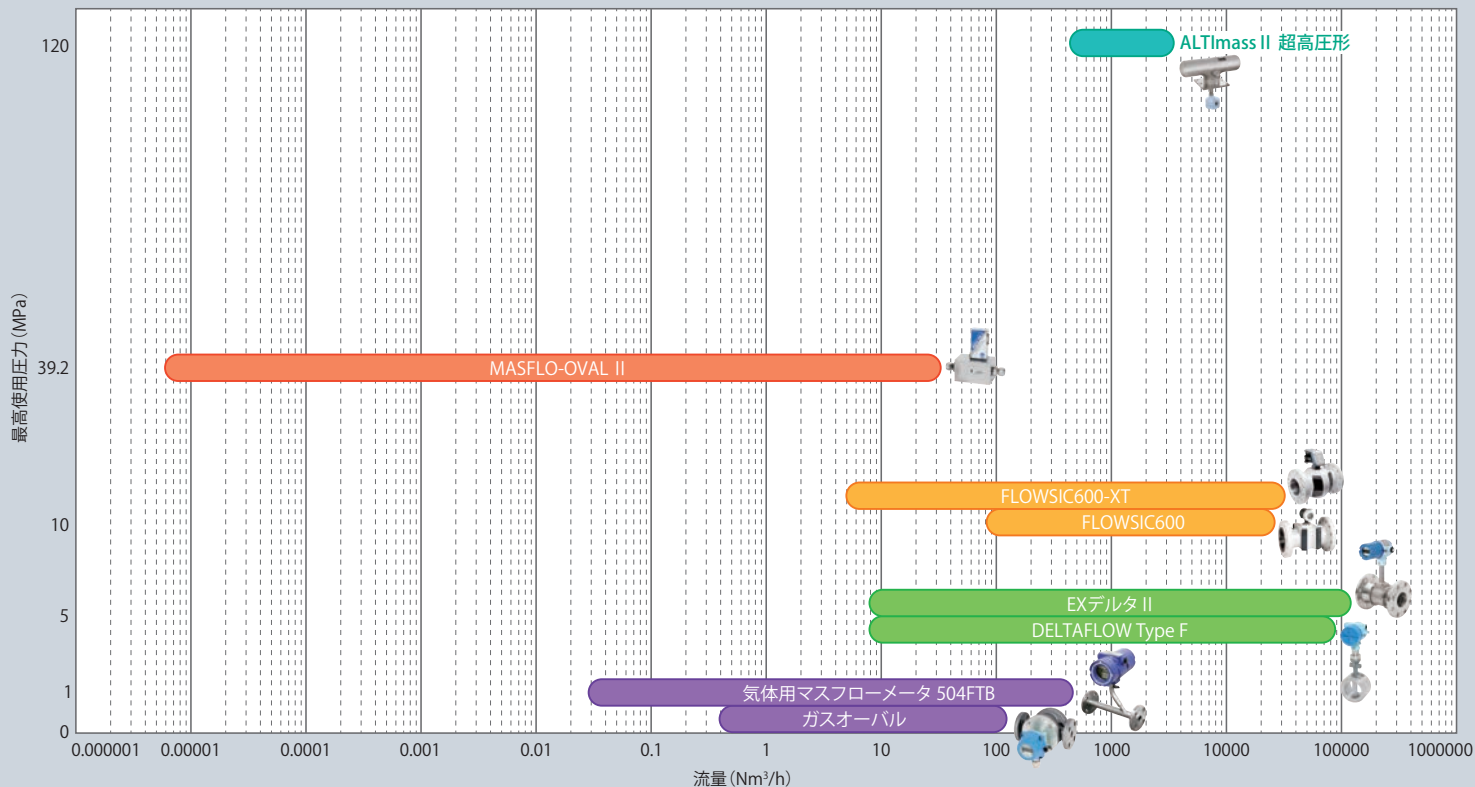 120
ALTImass II 超高圧形
最高使用圧力(MPa)
39.2
MASFLO-OVAL II
FLOWSIC600-XT
10
FLOWSIC600
EXデルタ II
5
DELTAFLOW Type F
1
気体用マスフローメータ 504FTB
ガスオーバル
0
0.000001 0.00001 0.0001 0.001 0.01 0.1 1 10 100 1000 10000 100000 1000000
流量(Nm³/h)